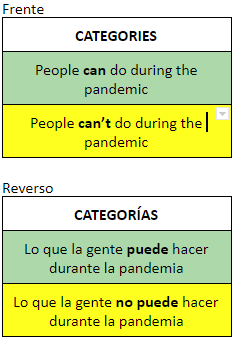 Frente
CATEGORIES
People can do during the
pandemic
People can't do during the
pandemic
Reverso
CATEGORÍAS
Lo que la gente puede hacer
durante la pandemia
Lo que la gente no puede hacer
durante la pandemia